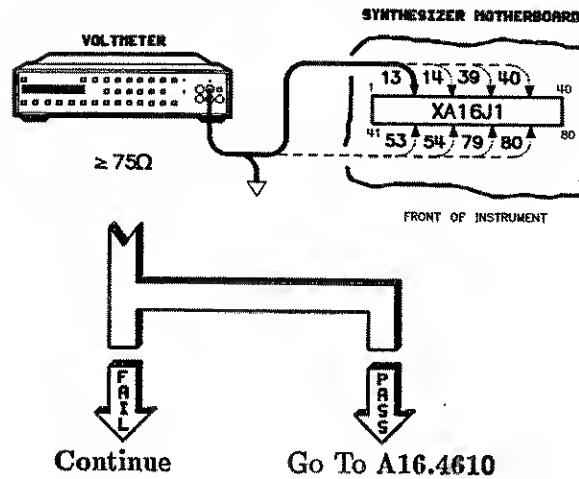 SYNTHESIZER MOTHERBOARD
VOLTMETER
13 14 39 40
1 40
XA16J1
41 80
53 54 79 80
≥ 75Ω
FRONT OF INSTRUMENT
FAIL
PASS
Continue
Go To A16.4610